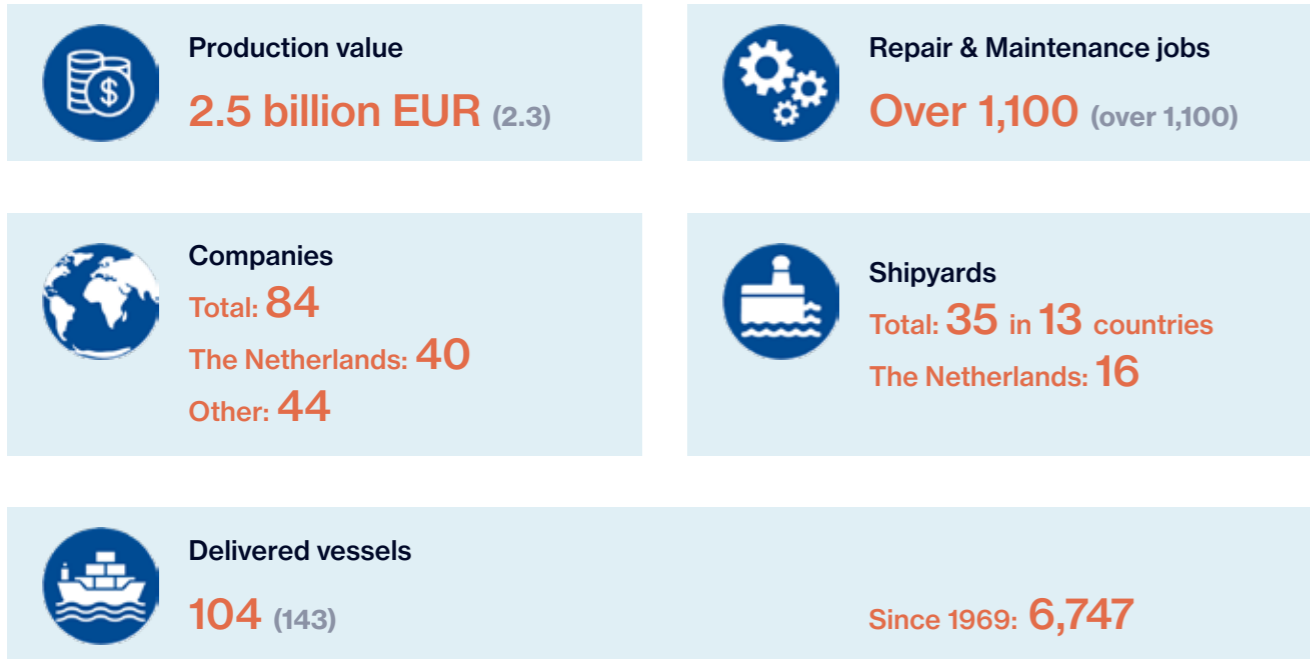 Production value
2.5 billion EUR (2.3)
Repair & Maintenance jobs
Over 1,100 (over 1,100)
Companies
Total: 84
The Netherlands: 40
Other: 44
Shipyards
Total: 35 in 13 countries
The Netherlands: 16
Delivered vessels
104 (143)
Since 1969: 6,747